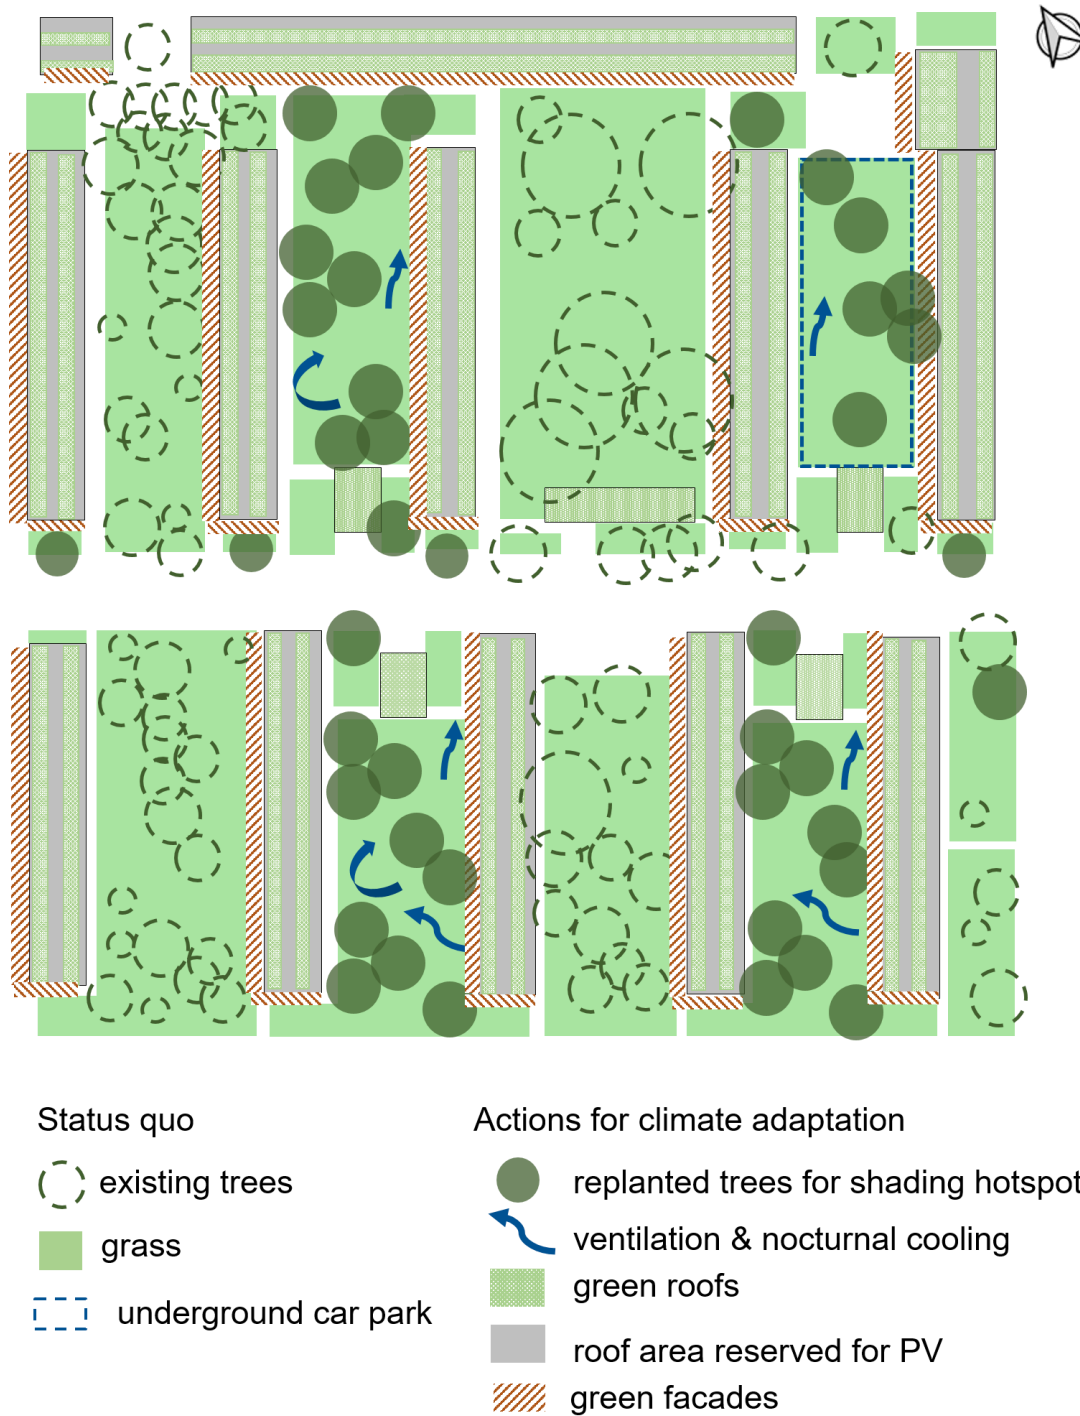 Status quo
existing trees
grass
underground car park
Actions for climate adaptation
replanted trees for shading hotspot
ventilation & nocturnal cooling
green roofs
roof area reserved for PV
green facades